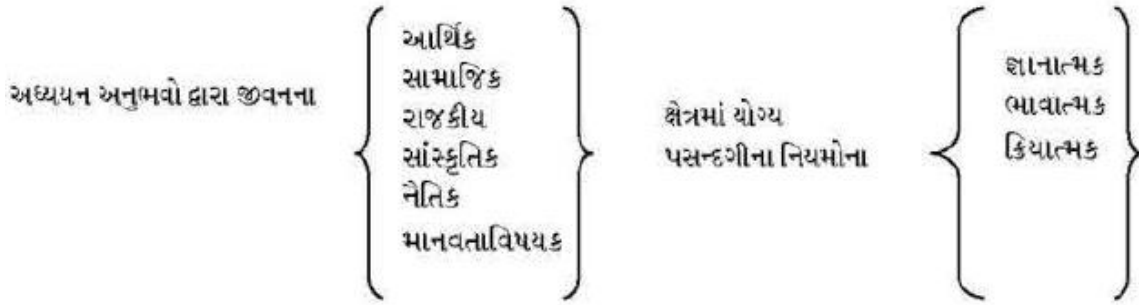 અધ્યયન અનુભવો દ્વારા જીવનના
આર્થિક
સામાજિક
રાજકીય
સાંસ્કૃતિક
નૈતિક
માનવતાવિષયક
ક્ષેત્રમાં યોગ્ય
પસન્દગીના નિયમોના
જ્ઞાનાત્મક
ભાવાત્મક
ક્રિયાત્મક